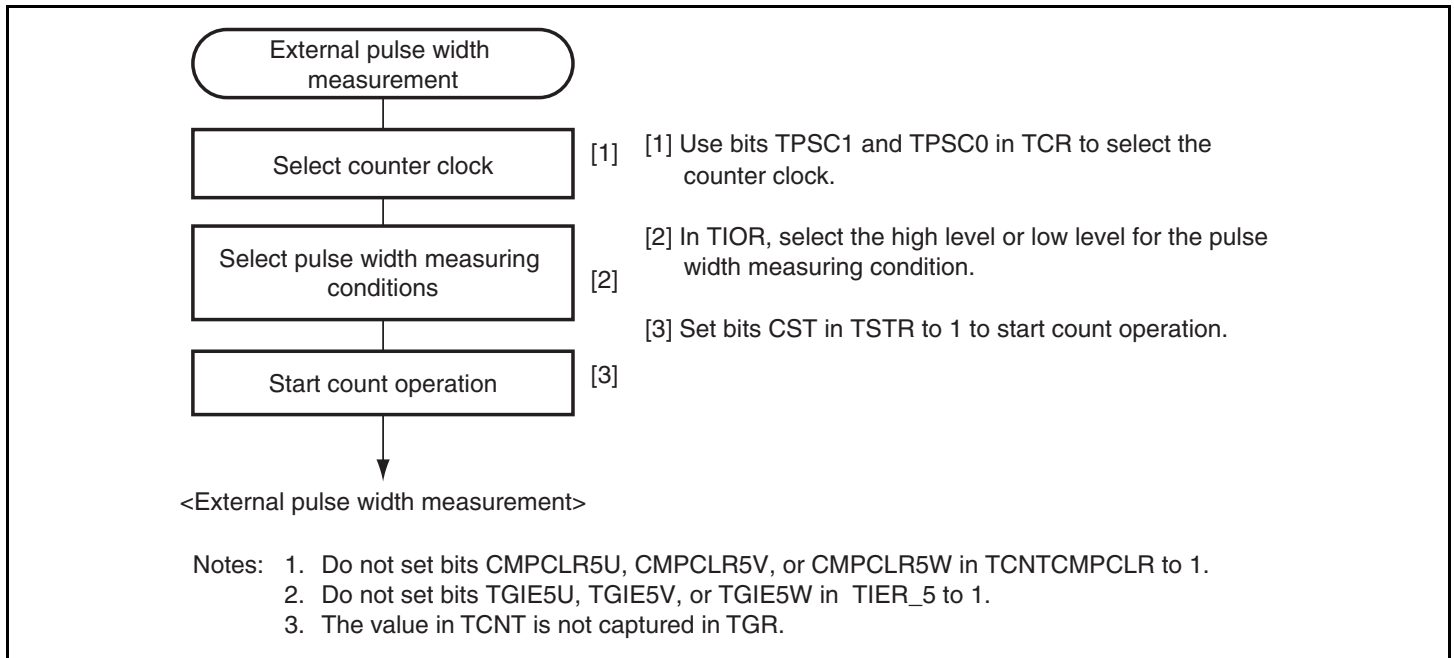 External pulse width
measurement
Select counter clock
[1]
[1] Use bits TPSC1 and TPSC0 in TCR to select the
counter clock.
Select pulse width measuring
conditions
[2]
[2] In TIOR, select the high level or low level for the pulse
width measuring condition.
Start count operation
[3]
[3] Set bits CST in TSTR to 1 to start count operation.
<External pulse width measurement>
Notes: 1. Do not set bits CMPCLR5U, CMPCLR5V, or CMPCLR5W in TCNTCMPCLR to 1.
2. Do not set bits TGIE5U, TGIE5V, or TGIE5W in TIER_5 to 1.
3. The value in TCNT is not captured in TGR.